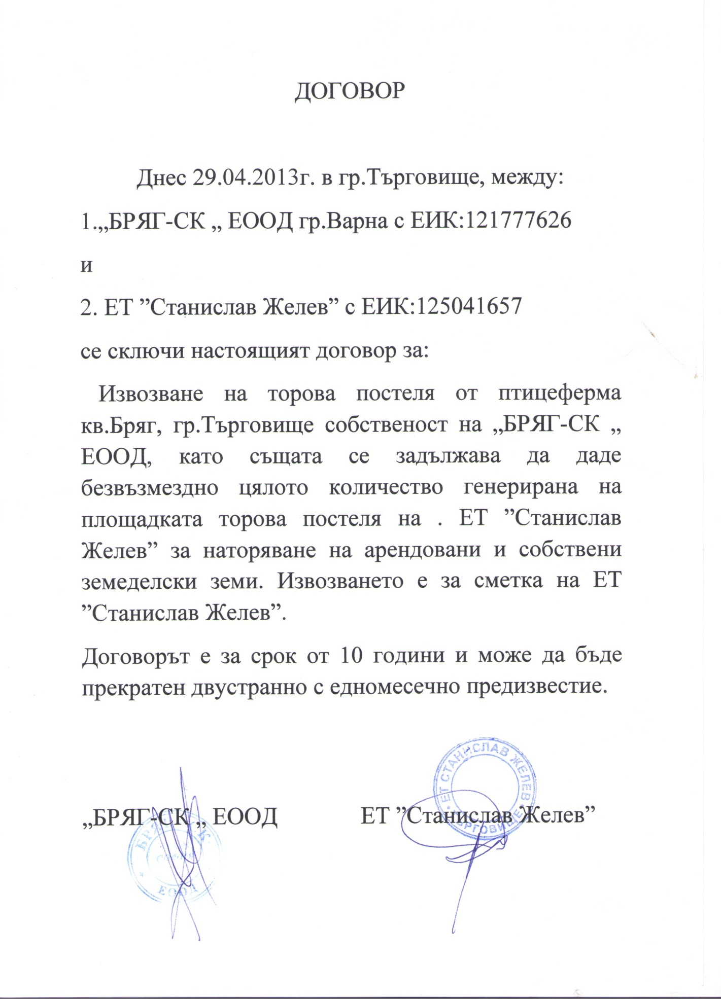 ДОГОВОР
Днес 29.04.2013г. в гр.Търговище, между:
1.„БРЯГ-СК „ ЕООД гр.Варна с ЕИК:121777626
и
2. ЕТ ”Станислав Желев” с ЕИК:125041657
се сключи настоящият договор за:
Извозване на торова постеля от птицеферма
кв.Бряг, гр.Търговище собственост на „БРЯГ-СК „
ЕООД, като същата се задължава да даде
безвъзмездно цялото количество генерирана на
площадката торова постеля на . ЕТ ”Станислав
Желев” за наторяване на арендовани и собствени
земеделски земи. Извозването е за сметка на ЕТ
”Станислав Желев”.
Договорът е за срок от 10 години и може да бъде
прекратен двустранно с едномесечно предизвестие.
„БРЯГ-СК „ ЕООД ЕТ ”Станислав Желев”
ЕТ СТАНИСЛАВ ЖЕЛЕВ
* ТЪРГОВИЩЕ *
БРЯГ-СК
СОФИЯ
* ЕООД